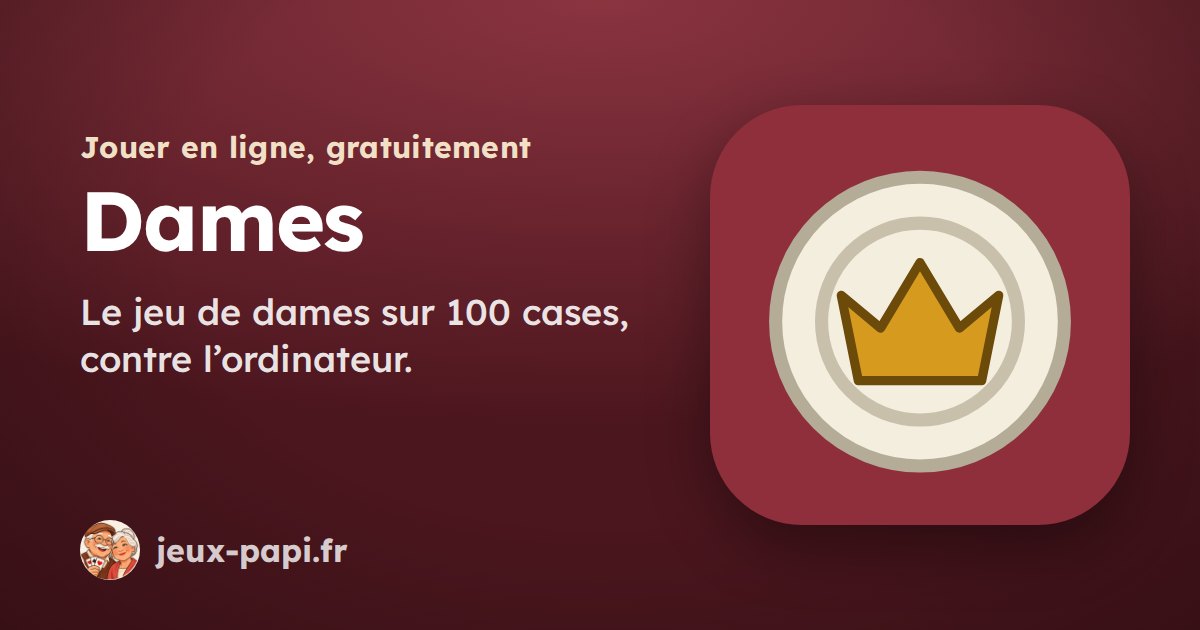 Jouer en ligne, gratuitement
Dames
Le jeu de dames sur 100 cases,
contre l’ordinateur.
jeux-papi.fr